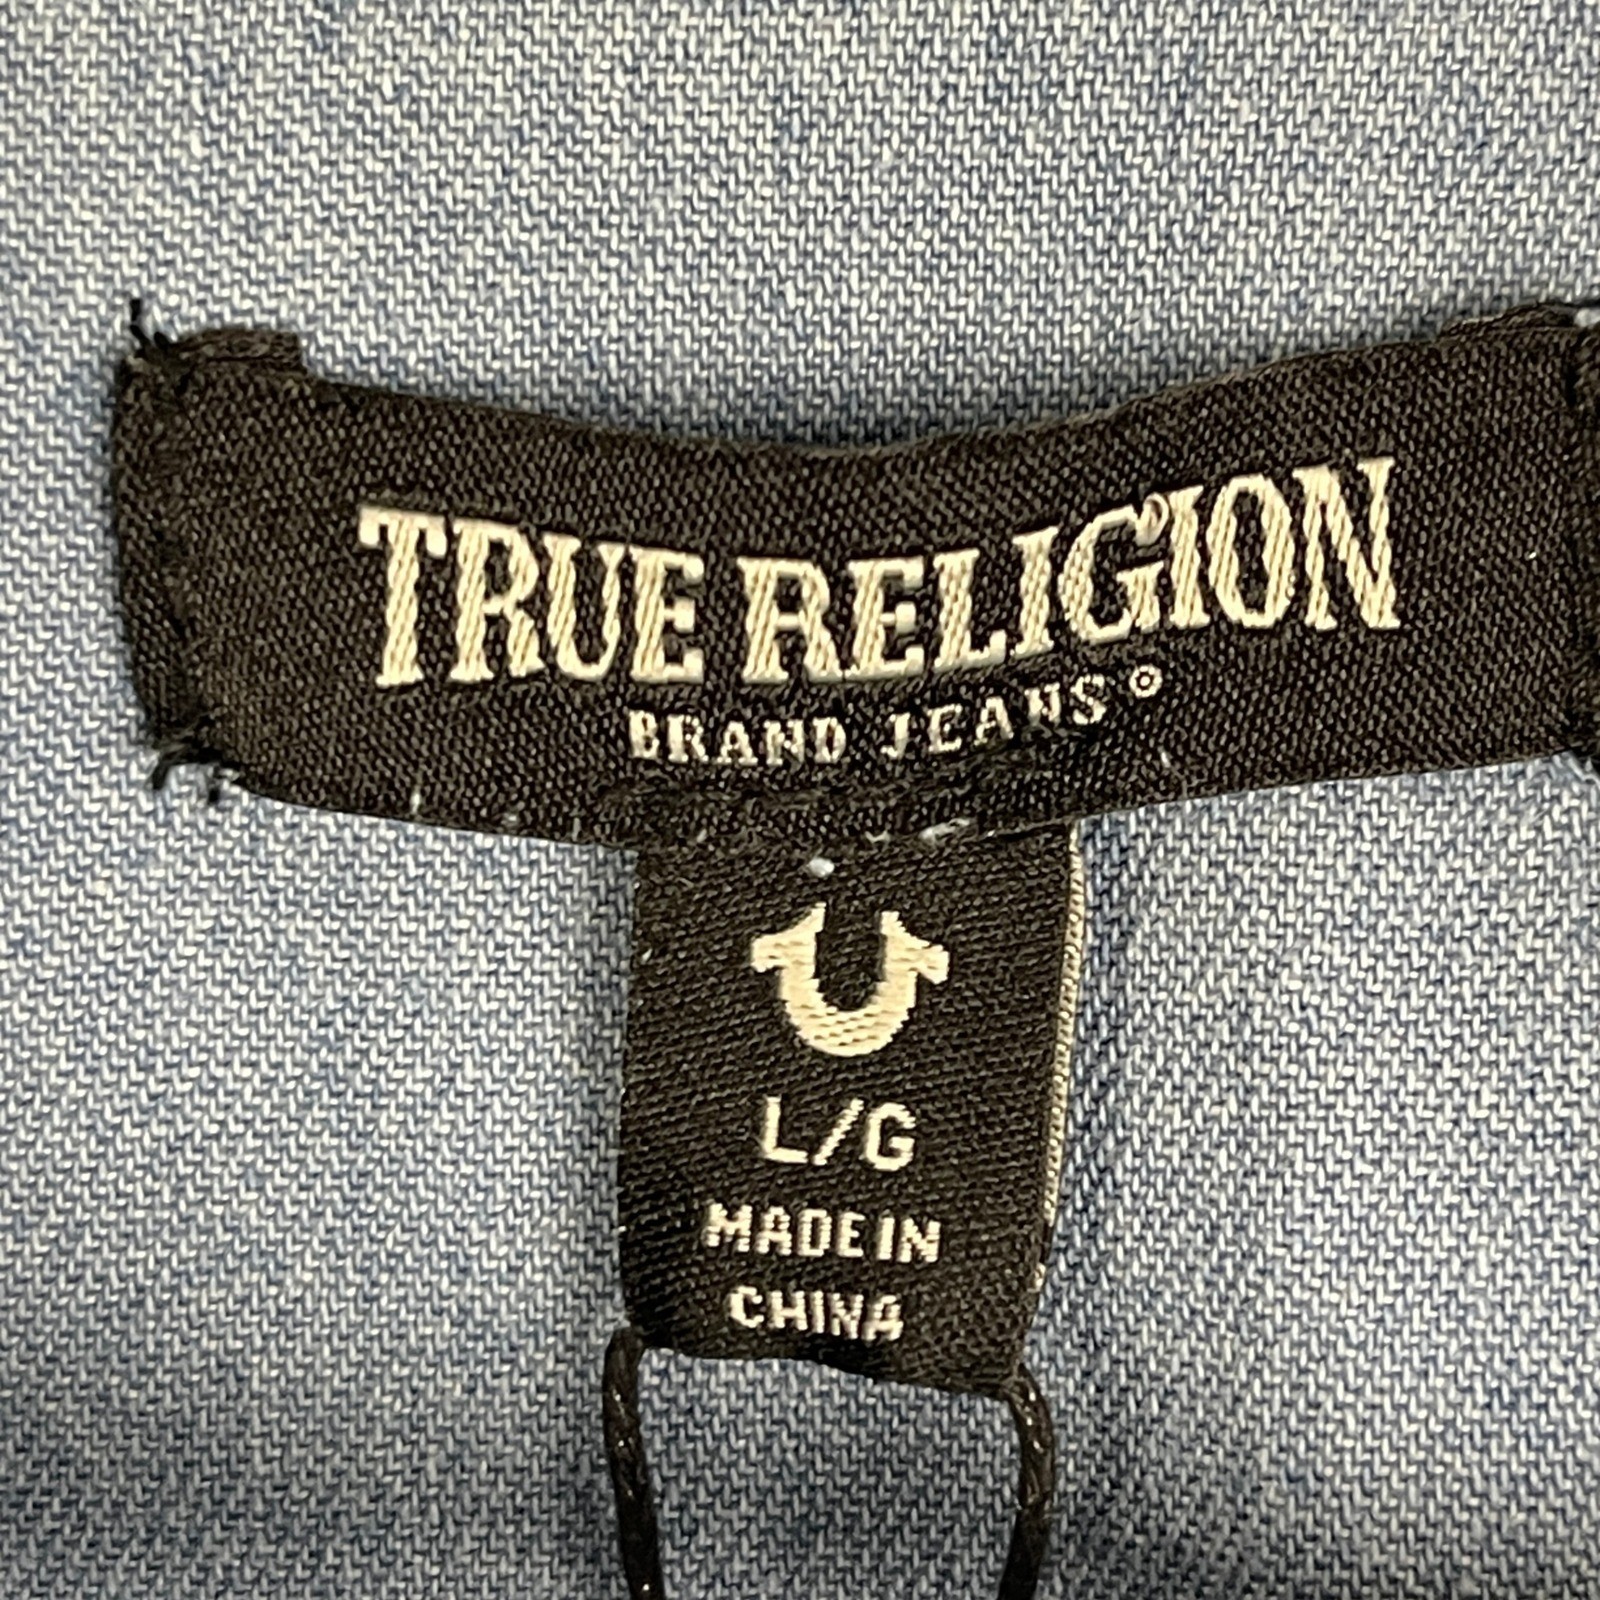 TRUE RELIGION
BRAND JEANS®
L/G
MADE IN
CHINA